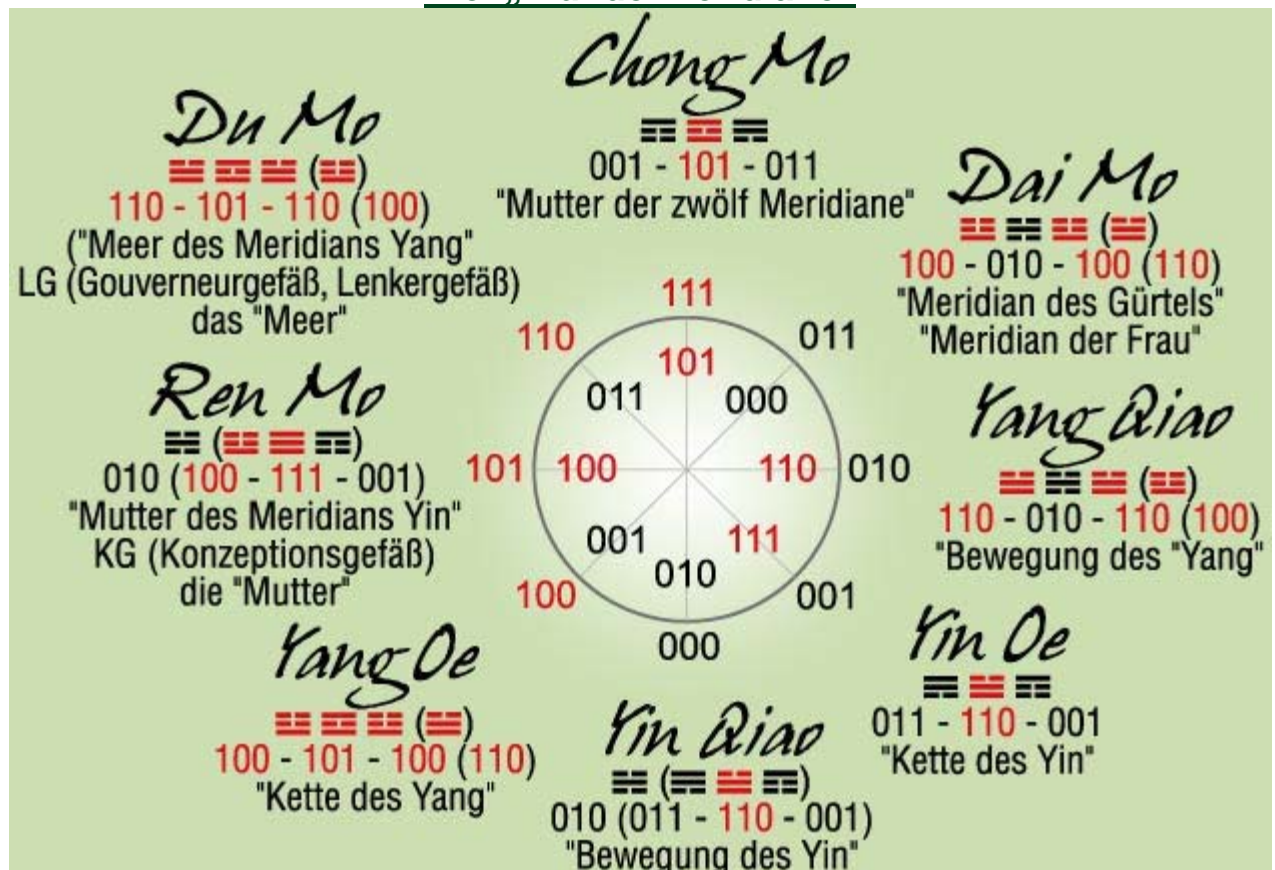 Chong Mo
001 - 101 - 011
"Mutter der zwölf Meridiane"
Du Mo
110 - 101 - 110 (100)
("Meer des Meridians Yang"
LG (Gouverneurgefäß, Lenkergefäß)
das "Meer"
Dai Mo
100 - 010 - 100 (110)
"Meridian des Gürtels"
"Meridian der Frau"
Ren Mo
010 (100 - 111 - 001)
"Mutter des Meridians Yin"
KG (Konzeptionsgefäß)
die "Mutter"
111
110 011
101
011 000
101 100 110 010
001 111
010
100 001
000
Yang Qiao
110 - 010 - 110 (100)
"Bewegung des "Yang"
Yang Oe
100 - 101 - 100 (110)
"Kette des Yang"
Yin Qiao
010 (011 - 110 - 001)
"Bewegung des Yin"
Yin Oe
011 - 110 - 001
"Kette des Yin"